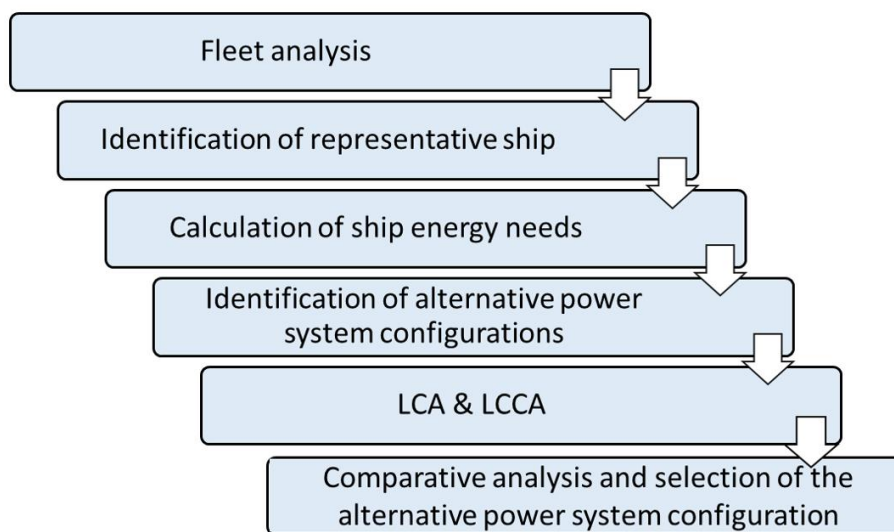 Fleet analysis
Identification of representative ship
Calculation of ship energy needs
Identification of alternative power
system configurations
LCA & LCCA
Comparative analysis and selection of the
alternative power system configuration